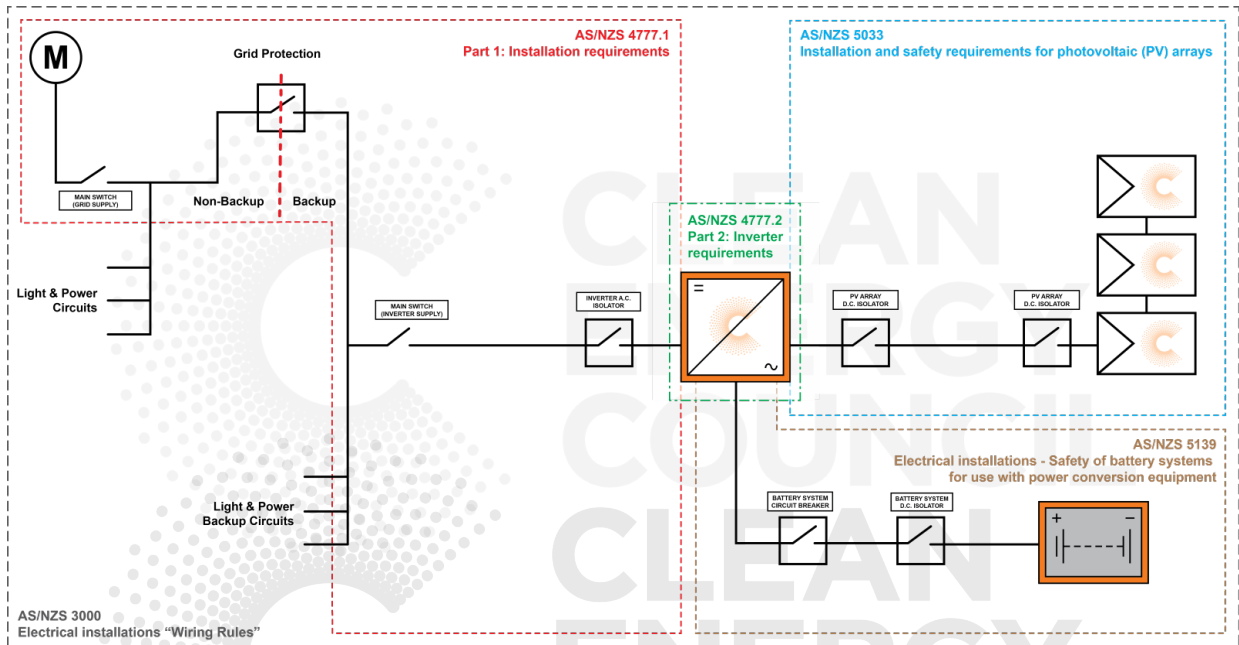 AS/NZS 4777.1
Part 1: Installation requirements
AS/NZS 5033
Installation and safety requirements for photovoltaic (PV) arrays
M
Grid Protection
MAIN SWITCH
(GRID SUPPLY)
Non-Backup
Backup
AS/NZS 4777.2
Part 2: Inverter
requirements
Light & Power
Circuits
MAIN SWITCH
(INVERTER SUPPLY)
INVERTER A.C.
ISOLATOR
PV ARRAY
D.C. ISOLATOR
PV ARRAY
D.C. ISOLATOR
AS/NZS 5139
Electrical installations - Safety of battery systems
for use with power conversion equipment
Light & Power
Backup Circuits
BATTERY SYSTEM
CIRCUIT BREAKER
BATTERY SYSTEM
D.C. ISOLATOR
+ −
AS/NZS 3000
Electrical installations “Wiring Rules”
CLEAN
ENERGY
COUNCIL
CLEAN
ENERGY